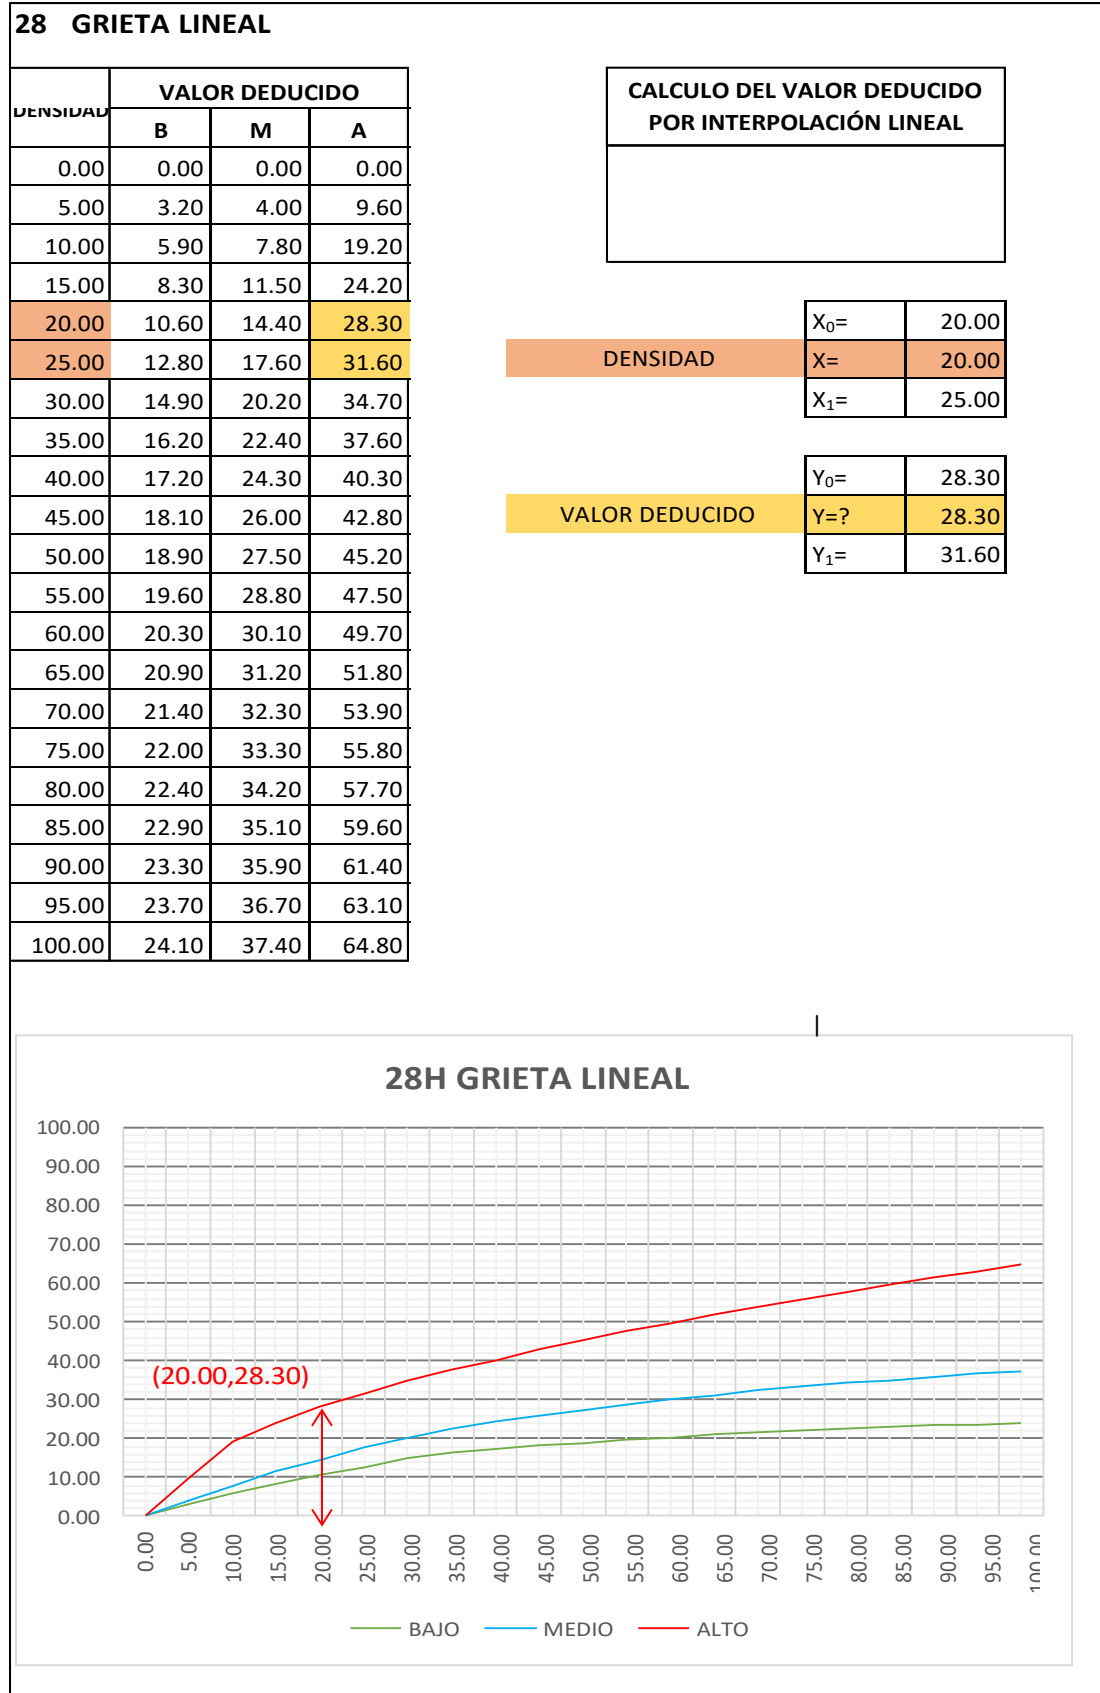 28 GRIETA LINEAL
DENSIDAD VALOR DEDUCIDO
B M A
0.00 0.00 0.00 0.00
5.00 3.20 4.00 9.60
10.00 5.90 7.80 19.20
15.00 8.30 11.50 24.20
20.00 10.60 14.40 28.30
25.00 12.80 17.60 31.60
30.00 14.90 20.20 34.70
35.00 16.20 22.40 37.60
40.00 17.20 24.30 40.30
45.00 18.10 26.00 42.80
50.00 18.90 27.50 45.20
55.00 19.60 28.80 47.50
60.00 20.30 30.10 49.70
65.00 20.90 31.20 51.80
70.00 21.40 32.30 53.90
75.00 22.00 33.30 55.80
80.00 22.40 34.20 57.70
85.00 22.90 35.10 59.60
90.00 23.30 35.90 61.40
95.00 23.70 36.70 63.10
100.00 24.10 37.40 64.80
CALCULO DEL VALOR DEDUCIDO
POR INTERPOLACIÓN LINEAL
X₀= 20.00
DENSIDAD X= 20.00
X₁= 25.00
Y₀= 28.30
VALOR DEDUCIDO Y=? 28.30
Y₁= 31.60
28H GRIETA LINEAL
100.00
90.00
80.00
70.00
60.00
50.00
40.00
30.00
20.00
10.00
0.00
(20.00,28.30)
0.00 5.00 10.00 15.00 20.00 25.00 30.00 35.00 40.00 45.00 50.00 55.00 60.00 65.00 70.00 75.00 80.00 85.00 90.00 95.00 100.00
BAJO MEDIO ALTO